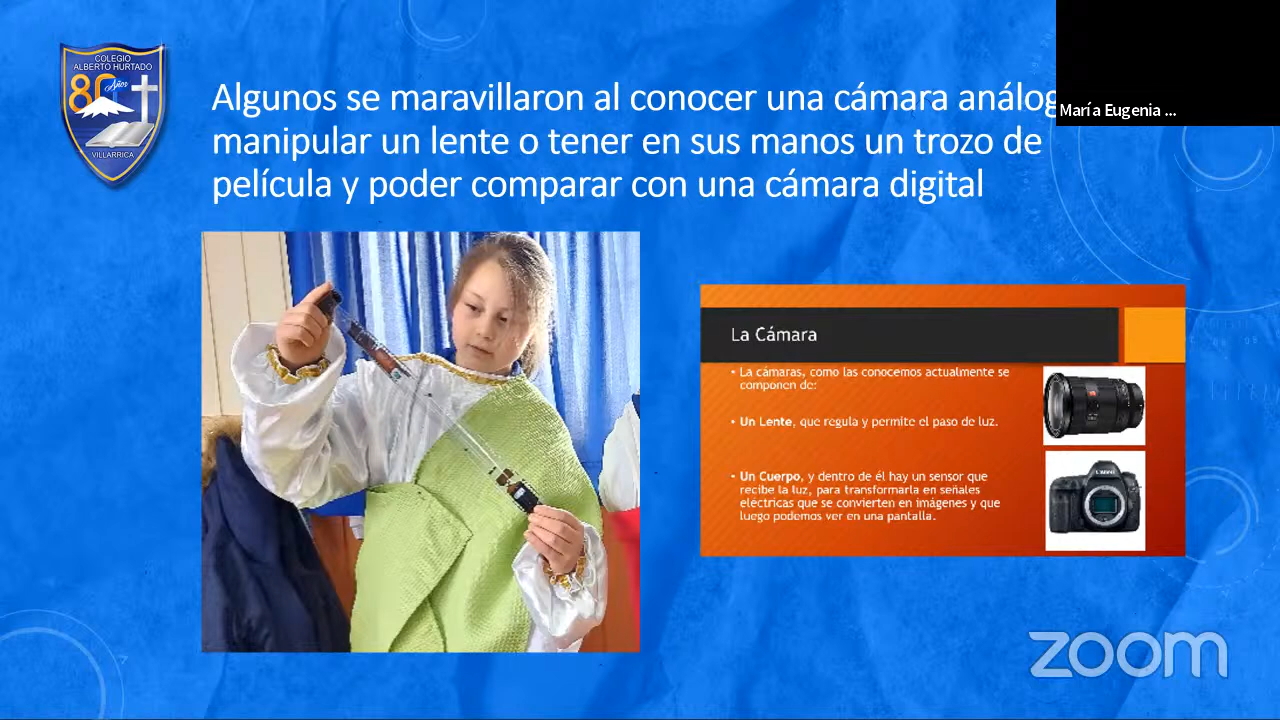 COLEGIO
ALBERTO HURTADO
80 Años
VILLARRICA
Algunos se maravillaron al conocer una cámara análog
manipular un lente o tener en sus manos un trozo de
película y poder comparar con una cámara digital
María Eugenia ...
La Cámara
• La cámaras, como las conocemos actualmente se
componen de:
• Un Lente, que regula y permite el paso de luz.
• Un Cuerpo, y dentro de él hay un sensor que
recibe la luz, para transformarla en señales
eléctricas que se convierten en imágenes y que
luego podemos ver en una pantalla.
Canon
zoom